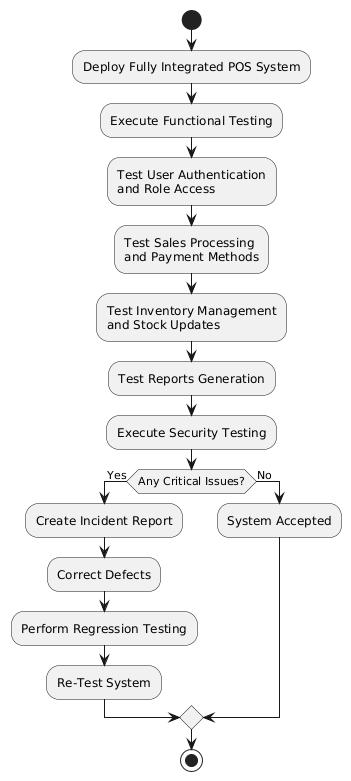 Deploy Fully Integrated POS System
Execute Functional Testing
Test User Authentication
and Role Access
Test Sales Processing
and Payment Methods
Test Inventory Management
and Stock Updates
Test Reports Generation
Execute Security Testing
Any Critical Issues?
Yes
No
Create Incident Report
Correct Defects
Perform Regression Testing
Re-Test System
System Accepted